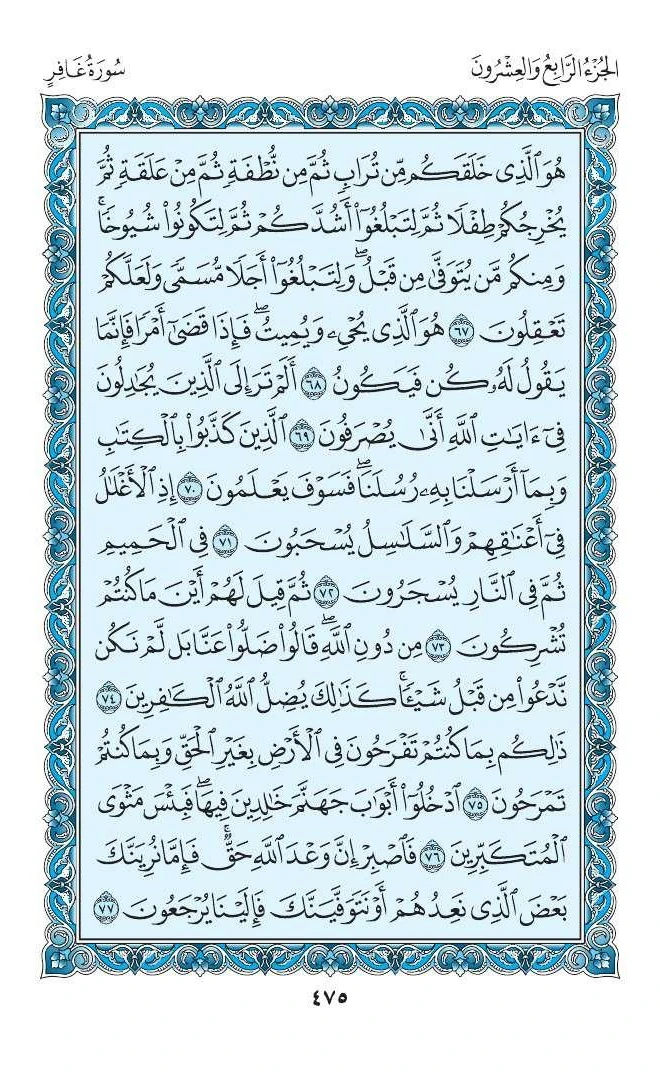 الجُزْءُ الرَّابِعُ وَالعِشْرُونَ
سُورَةُ غَافِرٍ
هُوَ ٱلَّذِى خَلَقَكُم مِّن تُرَابٍ ثُمَّ مِن نُّطْفَةٍ ثُمَّ مِنْ عَلَقَةٍ ثُمَّ
يُخْرِجُكُمْ طِفْلًا ثُمَّ لِتَبْلُغُوٓا۟ أَشُدَّكُمْ ثُمَّ لِتَكُونُوا۟ شُيُوخًا ۚ
وَمِنكُم مَّن يُتَوَفَّىٰ مِن قَبْلُ ۖ وَلِتَبْلُغُوٓا۟ أَجَلًا مُّسَمًّى وَلَعَلَّكُمْ
تَعْقِلُونَ ٦٧ هُوَ ٱلَّذِى يُحْىِۦ وَيُمِيتُ ۖ فَإِذَا قَضَىٰٓ أَمْرًا فَإِنَّمَا
يَقُولُ لَهُۥ كُن فَيَكُونُ ٦٨ أَلَمْ تَرَ إِلَى ٱلَّذِينَ يُجَٰدِلُونَ
فِىٓ ءَايَٰتِ ٱللَّهِ أَنَّىٰ يُصْرَفُونَ ٦٩ ٱلَّذِينَ كَذَّبُوا۟ بِٱلْكِتَٰبِ
وَبِمَآ أَرْسَلْنَا بِهِۦ رُسُلَنَا ۖ فَسَوْفَ يَعْلَمُونَ ٧٠ إِذِ ٱلْأَغْلَٰلُ
فِىٓ أَعْنَٰقِهِمْ وَٱلسَّلَٰسِلُ يُسْحَبُونَ ٧١ فِى ٱلْحَمِيمِ
ثُمَّ فِى ٱلنَّارِ يُسْجَرُونَ ٧٢ ثُمَّ قِيلَ لَهُمْ أَيْنَ مَا كُنتُمْ
تُشْرِكُونَ ٧٣ مِن دُونِ ٱللَّهِ ۖ قَالُوا۟ ضَلُّوا۟ عَنَّا بَل لَّمْ نَكُن
نَّدْعُوا۟ مِن قَبْلُ شَيْـًٔا ۚ كَذَٰلِكَ يُضِلُّ ٱللَّهُ ٱلْكَٰفِرِينَ ٧٤
ذَٰلِكُم بِمَا كُنتُمْ تَفْرَحُونَ فِى ٱلْأَرْضِ بِغَيْرِ ٱلْحَقِّ وَبِمَا كُنتُمْ
تَمْرَحُونَ ٧٥ ٱدْخُلُوٓا۟ أَبْوَٰبَ جَهَنَّمَ خَٰلِدِينَ فِيهَا ۖ فَبِئْسَ مَثْوَى
ٱلْمُتَكَبِّرِينَ ٧٦ فَٱصْبِرْ إِنَّ وَعْدَ ٱللَّهِ حَقٌّ ۚ فَإِمَّا نُرِيَنَّكَ
بَعْضَ ٱلَّذِى نَعِدُهُمْ أَوْ نَتَوَفَّيَنَّكَ فَإِلَيْنَا يُرْجَعُونَ ٧٧
٤٧٥